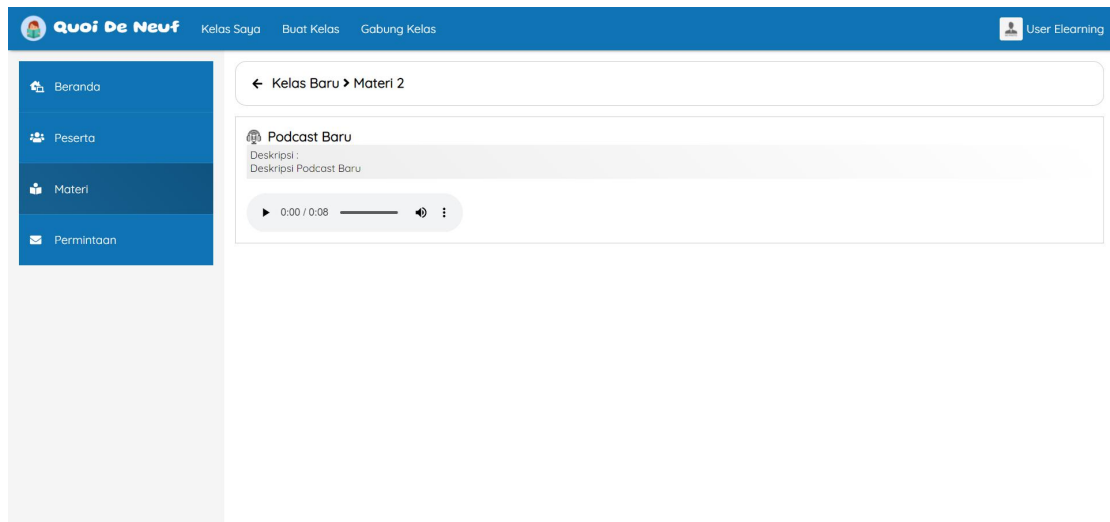 Quoi De Neuf Kelas Saya Buat Kelas Gabung Kelas User Elearning
Beranda
Peserta
Materi
Permintaan
Kelas Baru > Materi 2
Podcast Baru
Deskripsi :
Deskripsi Podcast Baru
0:00 / 0:08